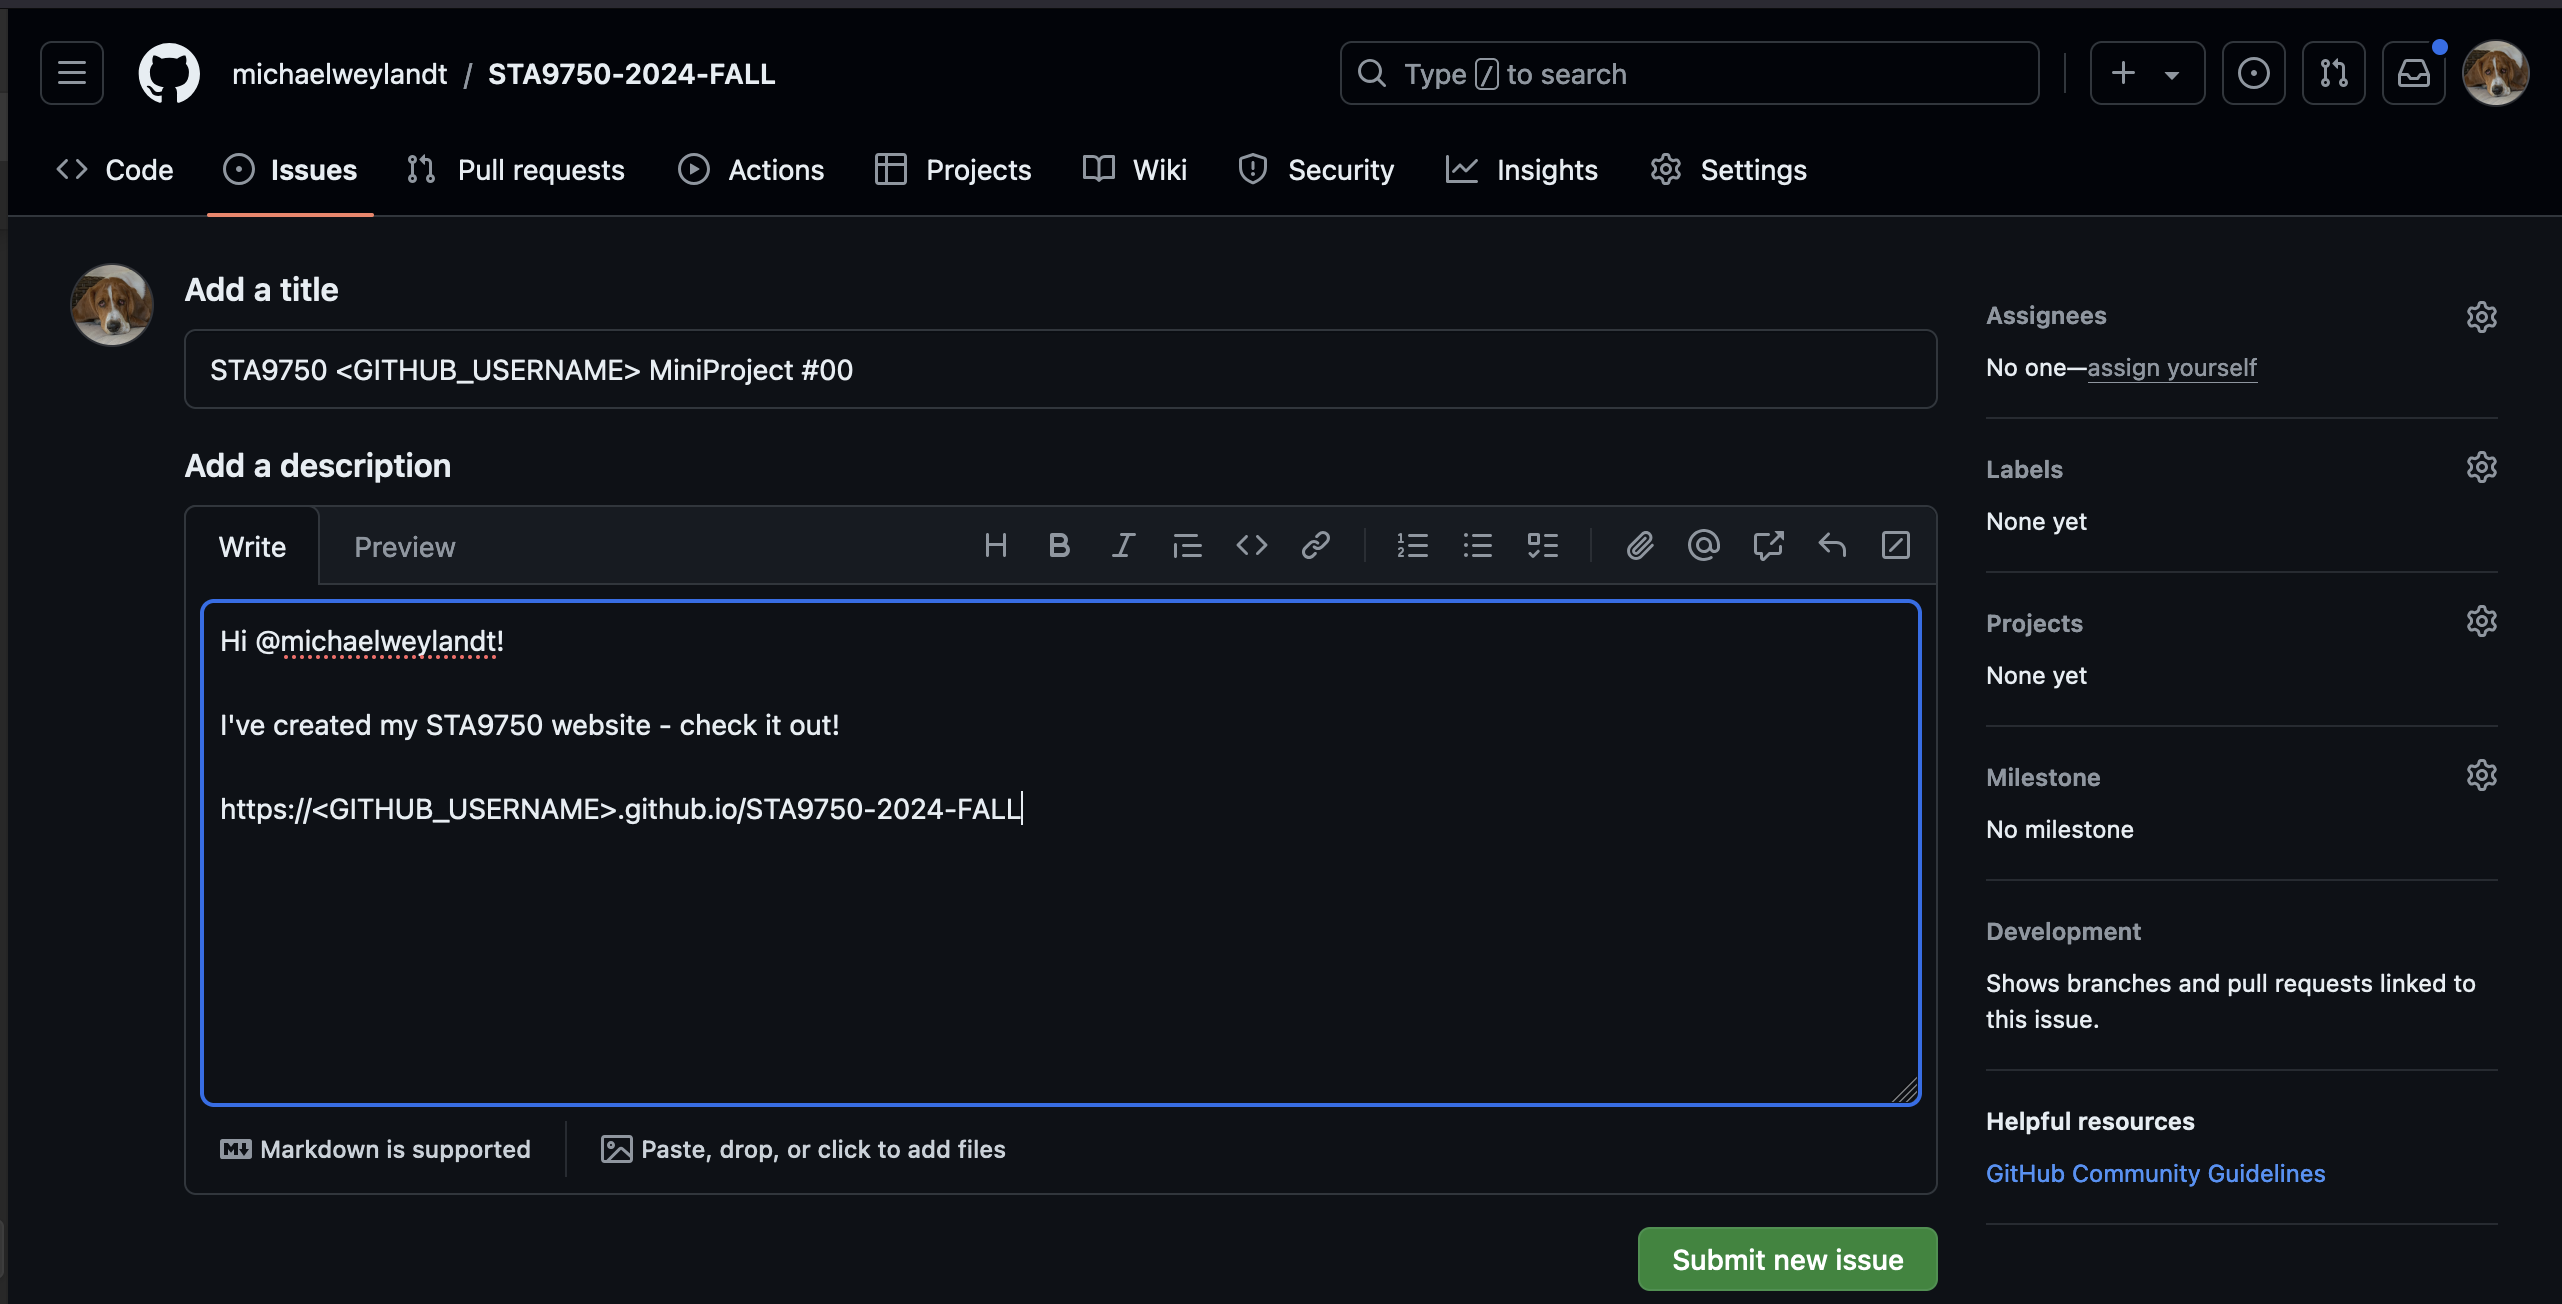 michaelweylandt / STA9750-2024-FALL
Type / to search
Code
Issues
Pull requests
Actions
Projects
Wiki
Security
Insights
Settings
Add a title
STA9750 <GITHUB_USERNAME> MiniProject #00
Add a description
Write
Preview
Hi @michaelweylandt!
I've created my STA9750 website - check it out!
https://<GITHUB_USERNAME>.github.io/STA9750-2024-FALL
Markdown is supported
Paste, drop, or click to add files
Submit new issue
Assignees
No one—assign yourself
Labels
None yet
Projects
None yet
Milestone
No milestone
Development
Shows branches and pull requests linked to
this issue.
Helpful resources
GitHub Community Guidelines